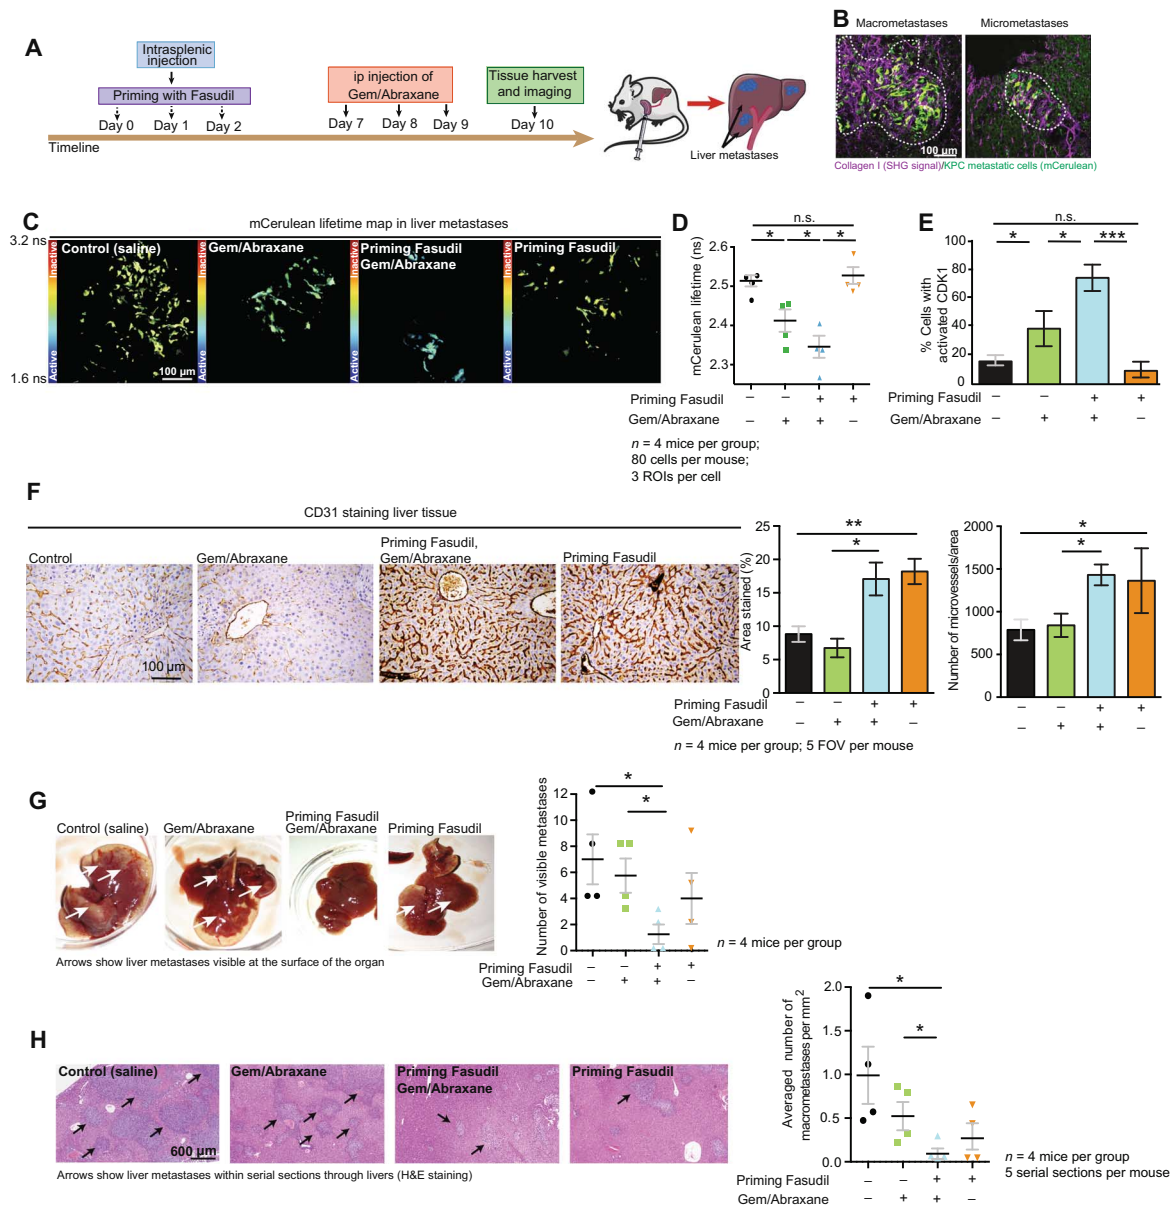 A
Intrasplenic
injection
Priming with Fasudil
Day 0
Day 1
Day 2
ip injection of
Gem/Abraxane
Day 7
Day 8
Day 9
Tissue harvest
and imaging
Day 10
Timeline
Liver metastases
B
Macrometastases
Micrometastases
100 µm
Collagen I (SHG signal)/KPC metastatic cells (mCerulean)
C
mCerulean lifetime map in liver metastases
3.2 ns
1.6 ns
Inactive
Active
Control (saline)
100 µm
Inactive
Active
Gem/Abraxane
Inactive
Active
Priming Fasudil
Gem/Abraxane
Inactive
Active
Priming Fasudil
D
n.s.
* * *
mCerulean lifetime (ns)
2.6
2.5
2.4
2.3
Priming Fasudil – – + +
Gem/Abraxane – + + –
n = 4 mice per group;
80 cells per mouse;
3 ROIs per cell
E
n.s.
* * ***
% Cells with
activated CDK1
100
80
60
40
20
0
Priming Fasudil – – + +
Gem/Abraxane – + + –
F
CD31 staining liver tissue
Control
100 µm
Gem/Abraxane
Priming Fasudil,
Gem/Abraxane
Priming Fasudil
Area stained (%)
25
20
15
10
5
0
**
*
Priming Fasudil – – + +
Gem/Abraxane – + + –
n = 4 mice per group; 5 FOV per mouse
Number of microvessels/area
2000
1500
1000
500
0
*
*
– – + +
– + + –
G
Control (saline)
Gem/Abraxane
Priming Fasudil
Gem/Abraxane
Priming Fasudil
Arrows show liver metastases visible at the surface of the organ
Number of visible metastases
12
10
8
6
4
2
0
*
*
Priming Fasudil – – + +
Gem/Abraxane – + + –
n = 4 mice per group
H
Control (saline)
600 µm
Gem/Abraxane
Priming Fasudil
Gem/Abraxane
Priming Fasudil
Arrows show liver metastases within serial sections through livers (H&E staining)
Averaged number of
macrometastases per mm2
2.0
1.5
1.0
0.5
0.0
*
*
Priming Fasudil – – + +
Gem/Abraxane – + + –
n = 4 mice per group
5 serial sections per mouse